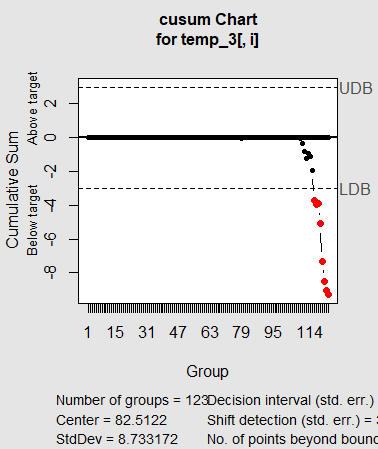 cusum Chart
for temp_3[, i]
Cumulative Sum
Above target
Below target
2
0
-2
-4
-6
-8
UDB
LDB
1 15 31 47 63 79 95 114
Group
Number of groups = 123
Center = 82.5122
StdDev = 8.733172
Decision interval (std. err.)
Shift detection (std. err.) =
No. of points beyond bound